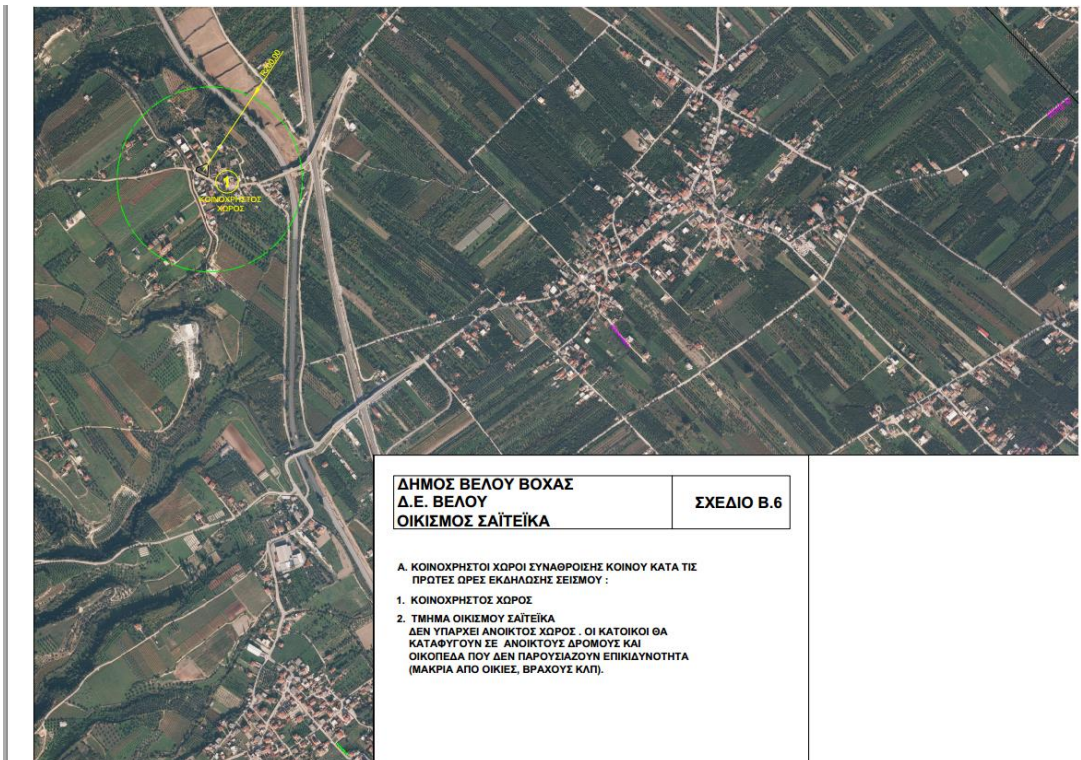 1
ΚΟΙΝΟΧΡΗΣΤΟΣ
ΧΩΡΟΣ
ΔΗΜΟΣ ΒΕΛΟΥ ΒΟΧΑΣ
Δ.Ε. ΒΕΛΟΥ
ΟΙΚΙΣΜΟΣ ΣΑΪΤΕΪΚΑ
ΣΧΕΔΙΟ Β.6
Α. ΚΟΙΝΟΧΡΗΣΤΟΙ ΧΩΡΟΙ ΣΥΝΑΘΡΟΙΣΗΣ ΚΟΙΝΟΥ ΚΑΤΑ ΤΙΣ
ΠΡΩΤΕΣ ΩΡΕΣ ΕΚΔΗΛΩΣΗΣ ΣΕΙΣΜΟΥ :
1. ΚΟΙΝΟΧΡΗΣΤΟΣ ΧΩΡΟΣ
2. ΤΜΗΜΑ ΟΙΚΙΣΜΟΥ ΣΑΪΤΕΪΚΑ
ΔΕΝ ΥΠΑΡΧΕΙ ΑΝΟΙΚΤΟΣ ΧΩΡΟΣ . ΟΙ ΚΑΤΟΙΚΟΙ ΘΑ
ΚΑΤΑΦΥΓΟΥΝ ΣΕ ΑΝΟΙΚΤΟΥΣ ΔΡΟΜΟΥΣ ΚΑΙ
ΟΙΚΟΠΕΔΑ ΠΟΥ ΔΕΝ ΠΑΡΟΥΣΙΑΖΟΥΝ ΕΠΙΚΙΔΥΝΟΤΗΤΑ
(ΜΑΚΡΙΑ ΑΠΟ ΟΙΚΙΕΣ, ΒΡΑΧΟΥΣ ΚΛΠ).